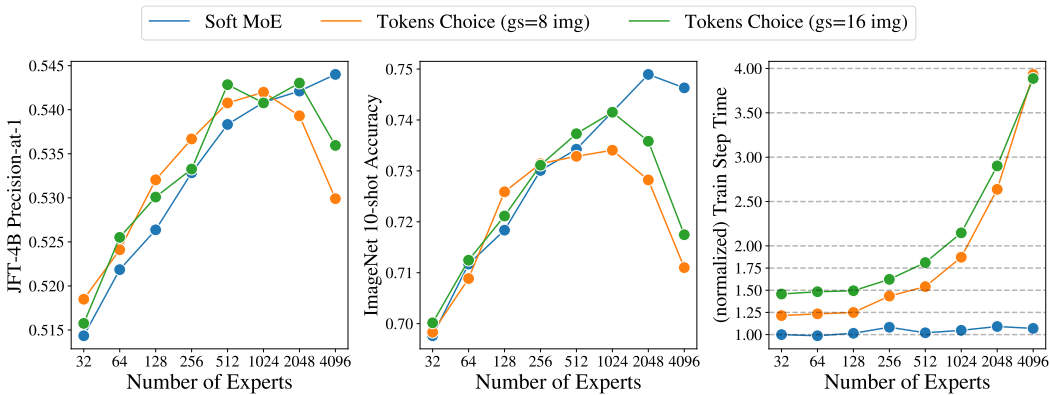 Soft MoE
Tokens Choice (gs=8 img)
Tokens Choice (gs=16 img)
JFT-4B Precision-at-1
0.545
0.540
0.535
0.530
0.525
0.520
0.515
32 64 128 256 512 1024 2048 4096
Number of Experts
ImageNet 10-shot Accuracy
0.75
0.74
0.73
0.72
0.71
0.70
32 64 128 256 512 1024 2048 4096
Number of Experts
(normalized) Train Step Time
4.00
3.50
3.00
2.50
2.00
1.75
1.50
1.25
1.00
32 64 128 256 512 1024 2048 4096
Number of Experts